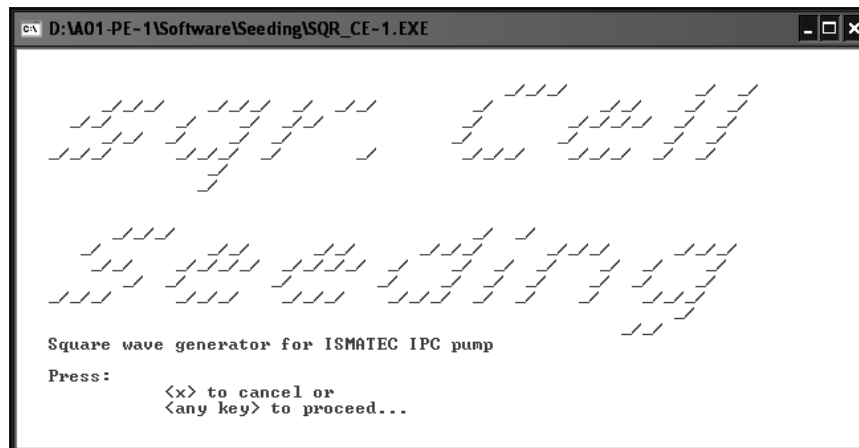 D:\A01-PE~1\Software\Seeding\SQR_CE~1.EXE
sqr. Cell
Seeding
Square wave generator for ISMATEC IPC pump
Press:
<x> to cancel or
<any key> to proceed...